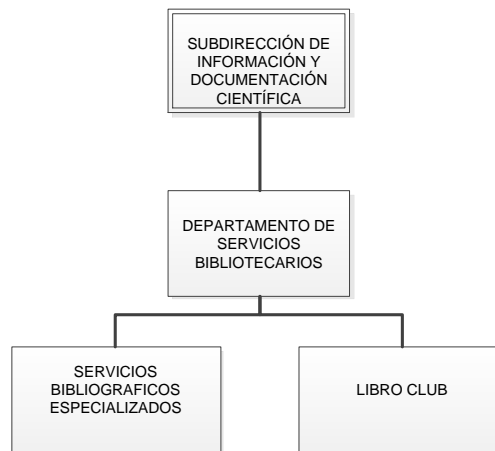 SUBDIRECCIÓN DE
INFORMACIÓN Y
DOCUMENTACIÓN
CIENTÍFICA
DEPARTAMENTO DE
SERVICIOS
BIBLIOTECARIOS
SERVICIOS
BIBLIOGRAFICOS
ESPECIALIZADOS
LIBRO CLUB